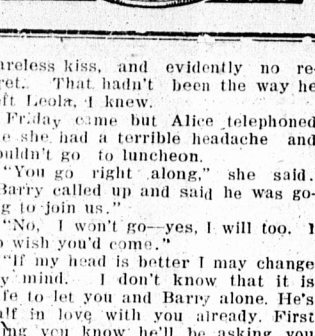 areless kiss, and evidently no re-
ret. That hadn't been the way he
ft Leola, I knew.
Friday came but Alice telephoned
e she had a terrible headache and
ouldn't go to luncheon.
"You go right along," she said.
Barry called up and said he was go-
g to join us."
"No, I won't go—yes, I will too. I
o wish you'd come."
"If my head is better I may change
y mind. I don't know that it is
fe to let you and Barry alone. He's
alf in love with you already. First
ing you know he'll be asking you